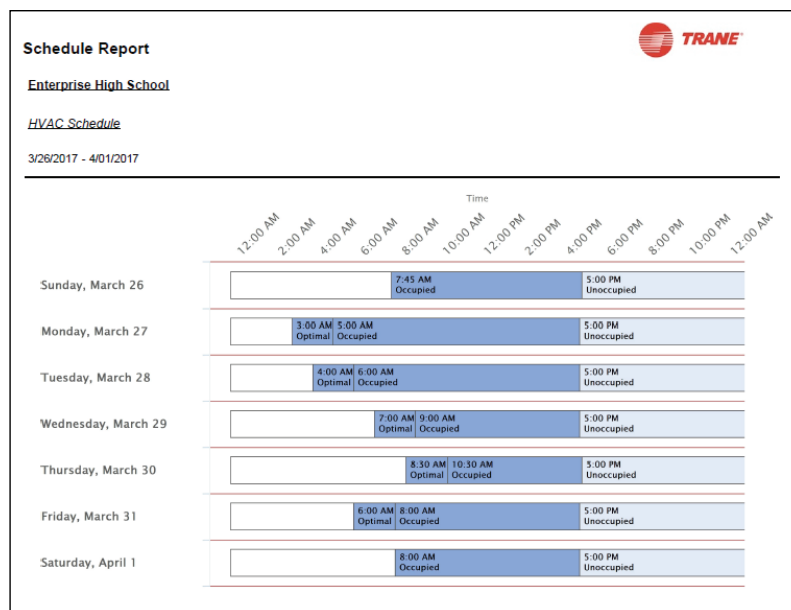 TRANE
Schedule Report
Enterprise High School
HVAC Schedule
3/26/2017 - 4/01/2017
Time
12:00 AM 2:00 AM 4:00 AM 6:00 AM 8:00 AM 10:00 AM 12:00 PM 2:00 PM 4:00 PM 6:00 PM 8:00 PM 10:00 PM 12:00 AM
Sunday, March 26
7:45 AM 5:00 PM
Occupied Unoccupied
Monday, March 27
3:00 AM 5:00 AM 5:00 PM
Optimal Occupied Unoccupied
Tuesday, March 28
4:00 AM 6:00 AM 5:00 PM
Optimal Occupied Unoccupied
Wednesday, March 29
7:00 AM 9:00 AM 5:00 PM
Optimal Occupied Unoccupied
Thursday, March 30
8:30 AM 10:30 AM 5:00 PM
Optimal Occupied Unoccupied
Friday, March 31
6:00 AM 8:00 AM 5:00 PM
Optimal Occupied Unoccupied
Saturday, April 1
8:00 AM 5:00 PM
Occupied Unoccupied